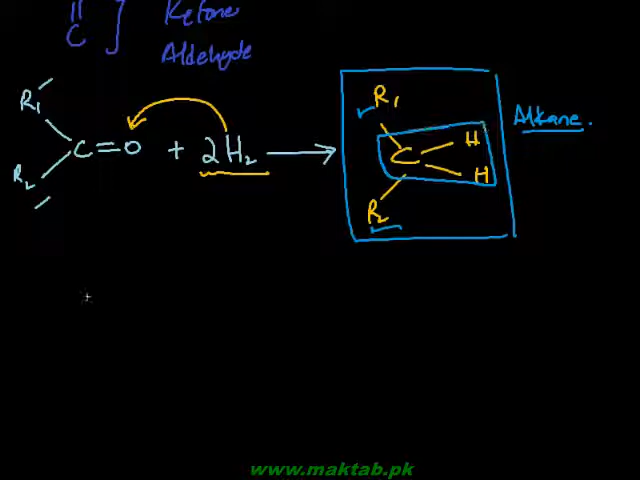 O
||
C ] Ketone
Aldehyde
R₁
R₂ C=O + 2H₂ → R₁ C H H R₂ Alkane.
www.maktab.pk